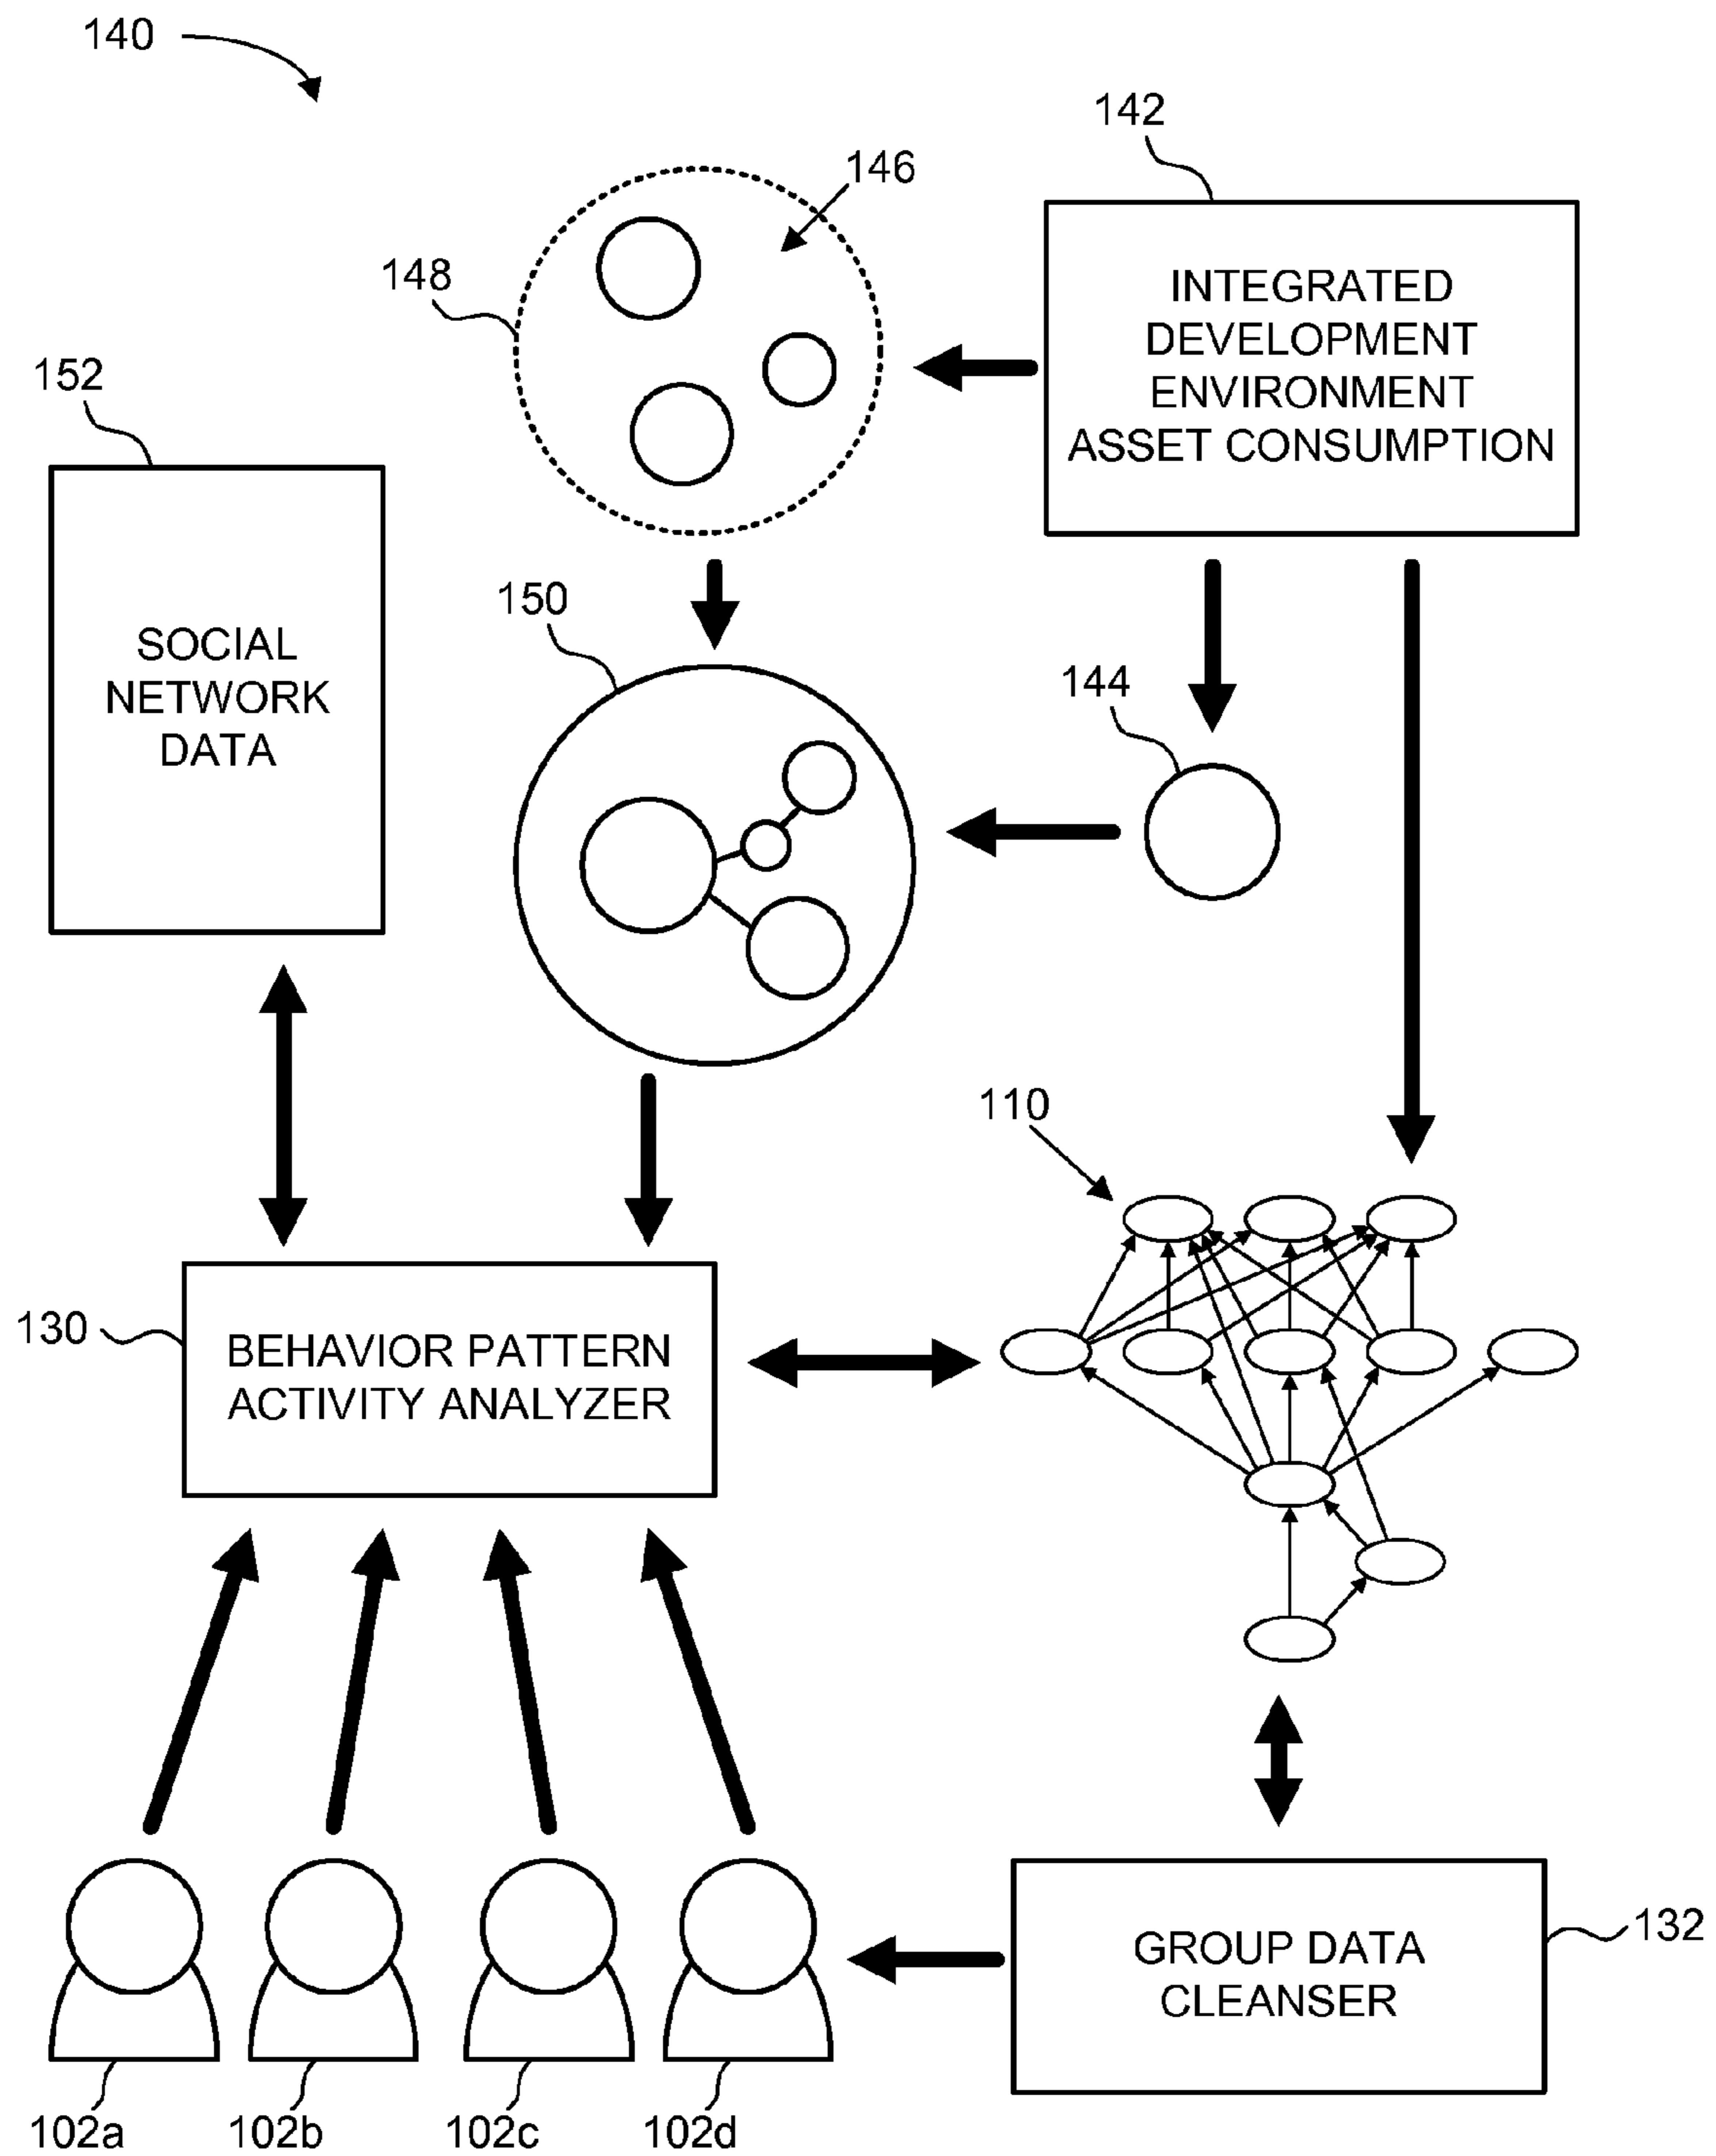 140
142
146
148
INTEGRATED
DEVELOPMENT
ENVIRONMENT
ASSET CONSUMPTION
152
SOCIAL
NETWORK
DATA
150
144
110
130
BEHAVIOR PATTERN
ACTIVITY ANALYZER
132
GROUP DATA
CLEANSER
102a
102b
102c
102d